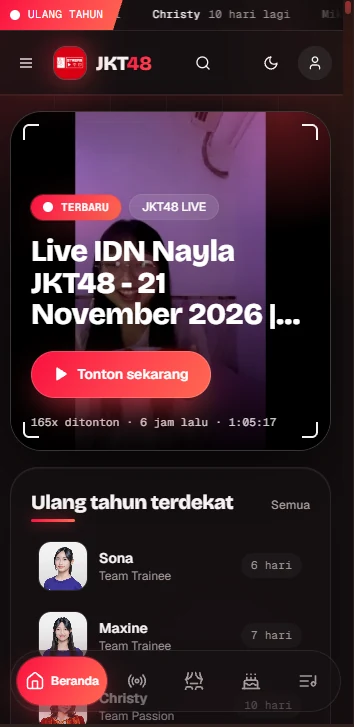 ULANG TAHUN
Christy 10 hari lagi
JKT48
TERBARU
JKT48 LIVE
Live IDN Nayla
JKT48 - 21
November 2026 |...
Tonton sekarang
165x ditonton · 6 jam lalu · 1:05:17
Ulang tahun terdekat
Semua
Sona
Team Trainee
6 hari
Maxine
Team Trainee
7 hari
Beranda
Christy
Team Passion
10 hari